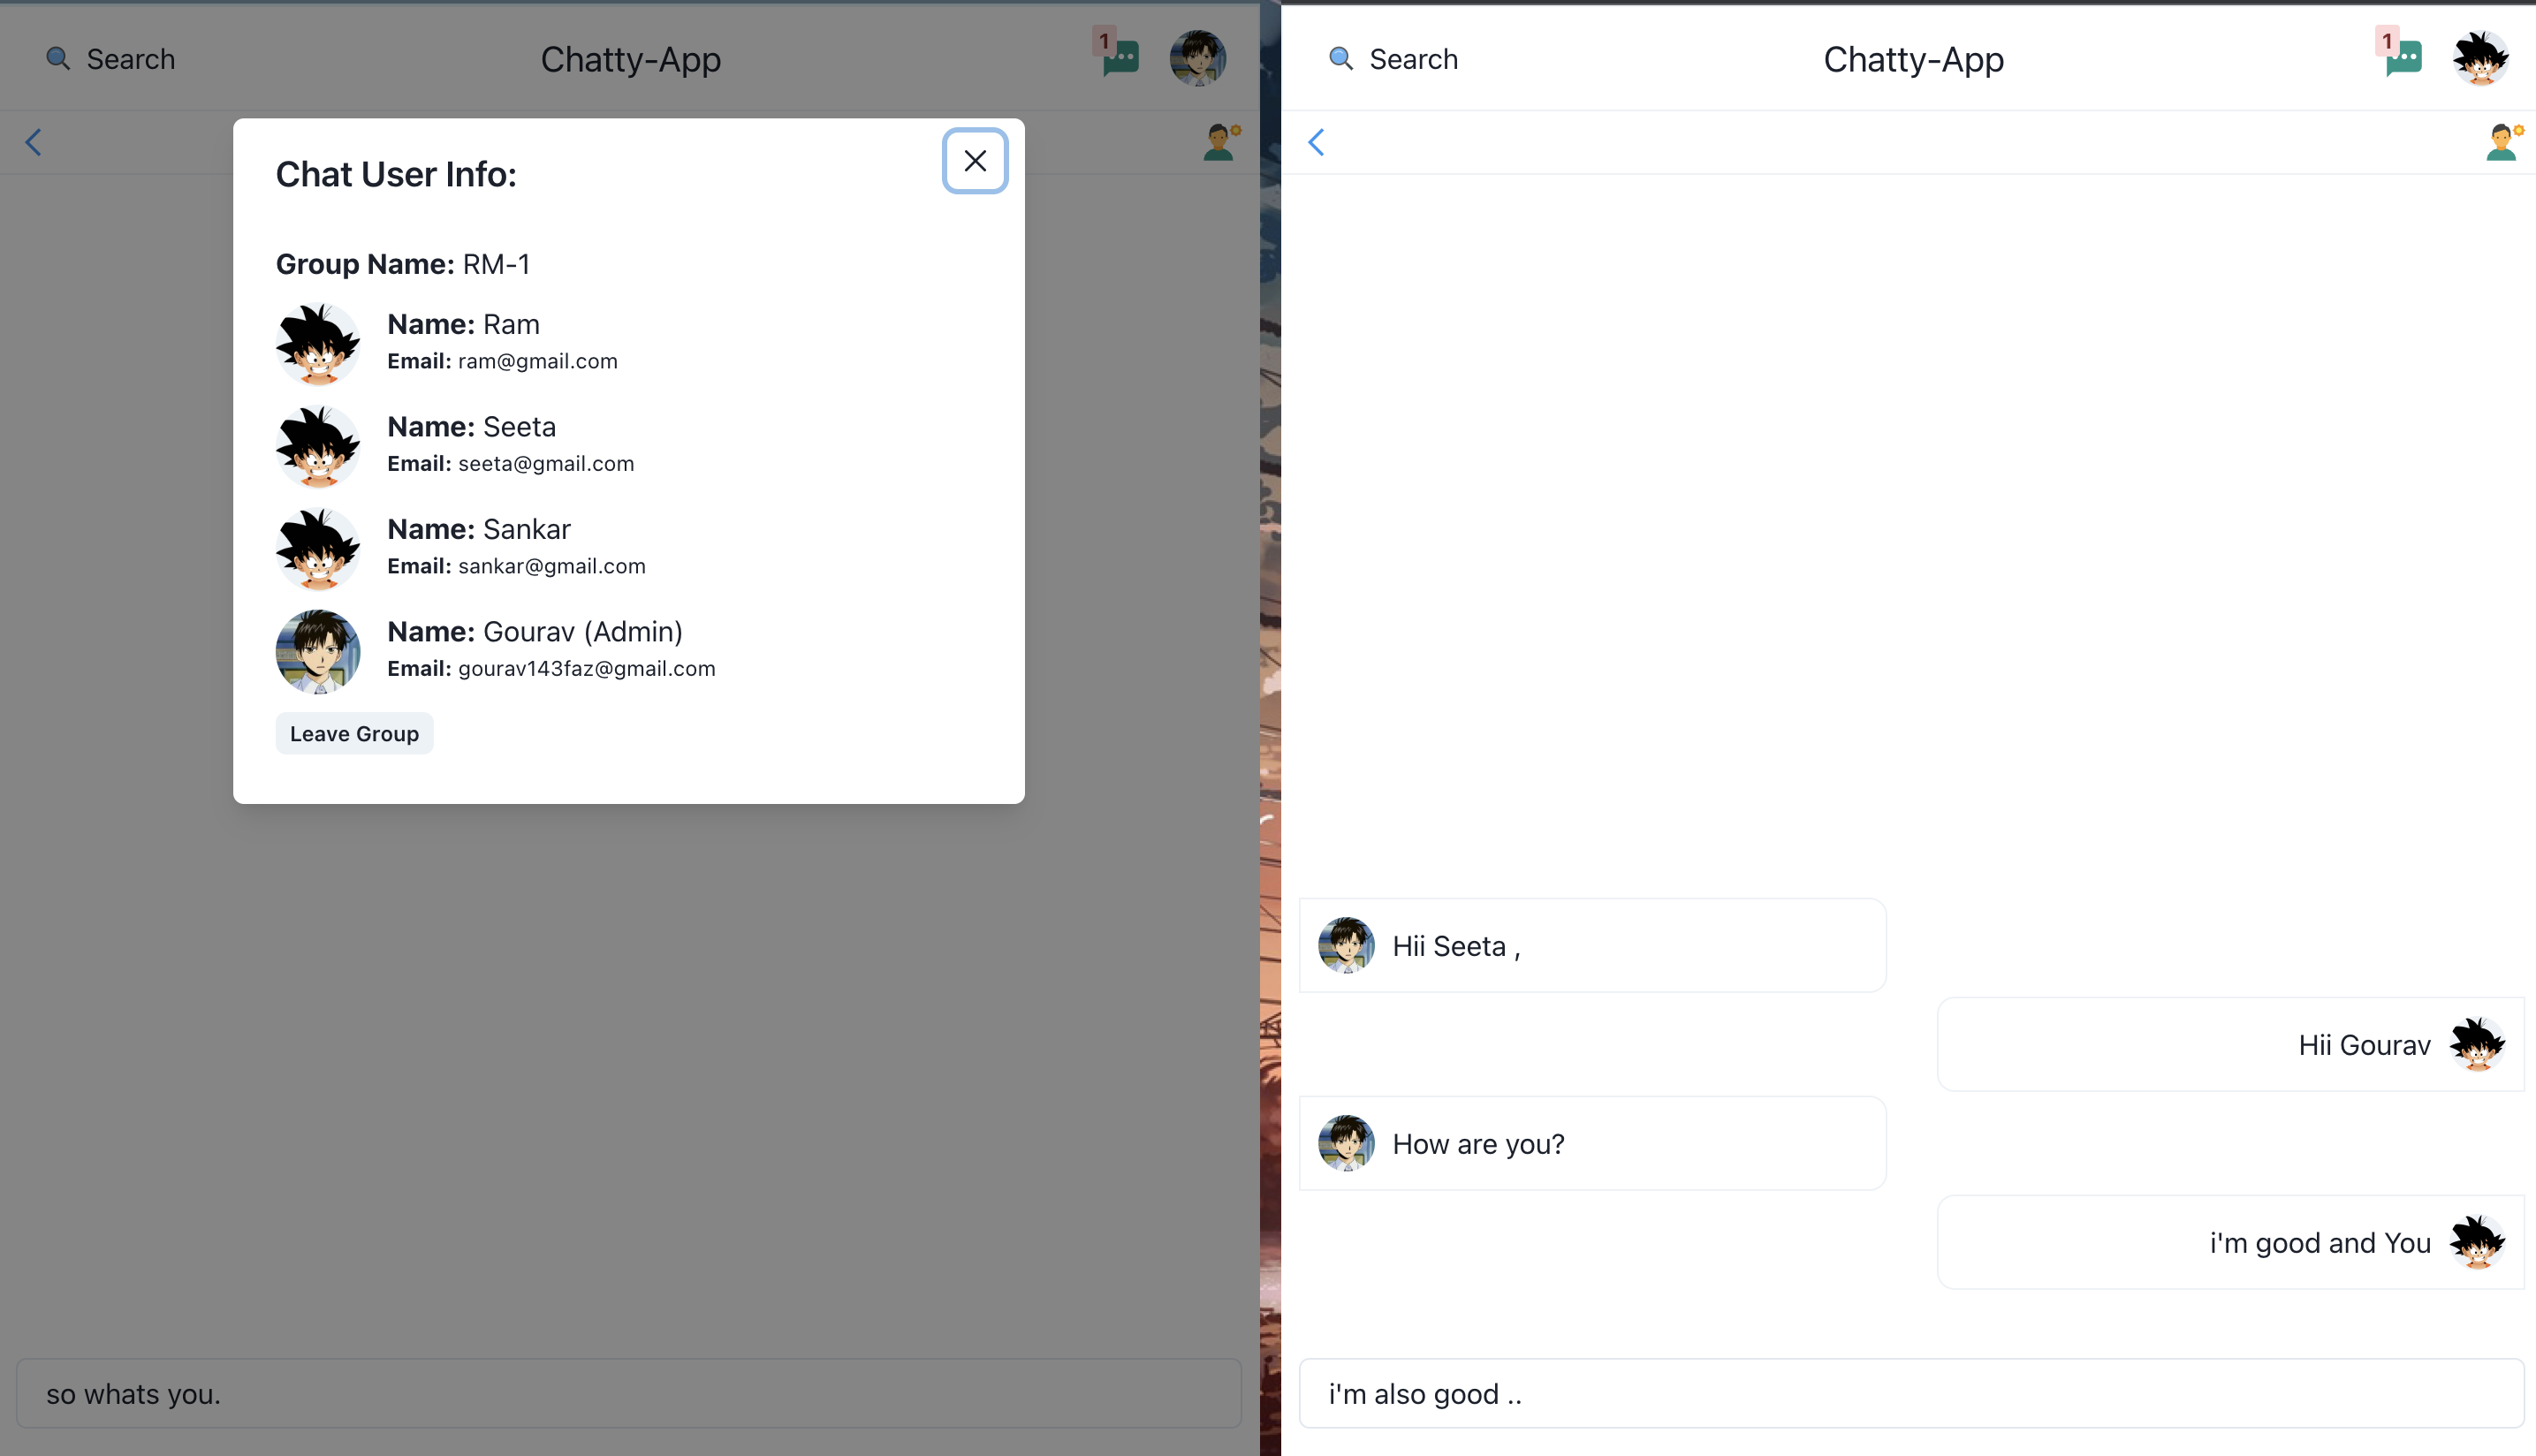 Search
Chatty-App
1
Chat User Info:
Group Name: RM-1
Name: Ram
Email: ram@gmail.com
Name: Seeta
Email: seeta@gmail.com
Name: Sankar
Email: sankar@gmail.com
Name: Gourav (Admin)
Email: gourav143faz@gmail.com
Leave Group
so whats you.
Search
Chatty-App
1
Hii Seeta ,
Hii Gourav
How are you?
i'm good and You
i'm also good ..